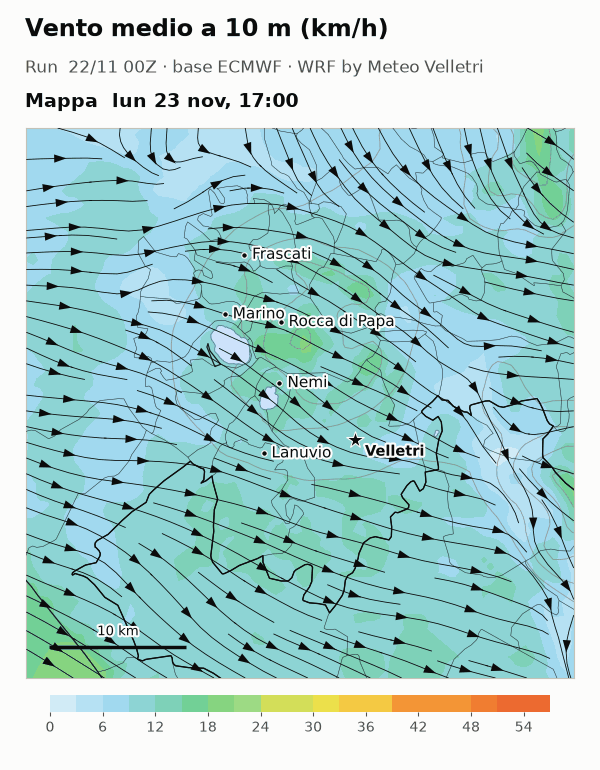 Vento medio a 10 m (km/h)
Run  22/11 00Z · base ECMWF · WRF by Meteo Velletri
Mappa  lun 23 nov, 17:00
Frascati
Marino
Rocca di Papa
Nemi
Velletri
Lanuvio
10 km
0 6 12 18 24 30 36 42 48 54